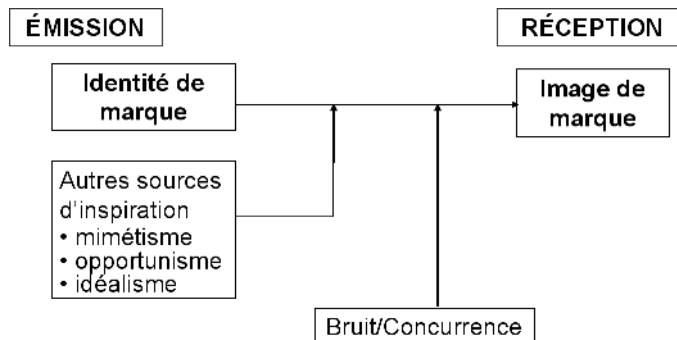 ÉMISSION
RÉCEPTION
Identité de
marque
Image de
marque
Autres sources
d'inspiration
• mimétisme
• opportunisme
• idéalisme
Bruit/Concurrence